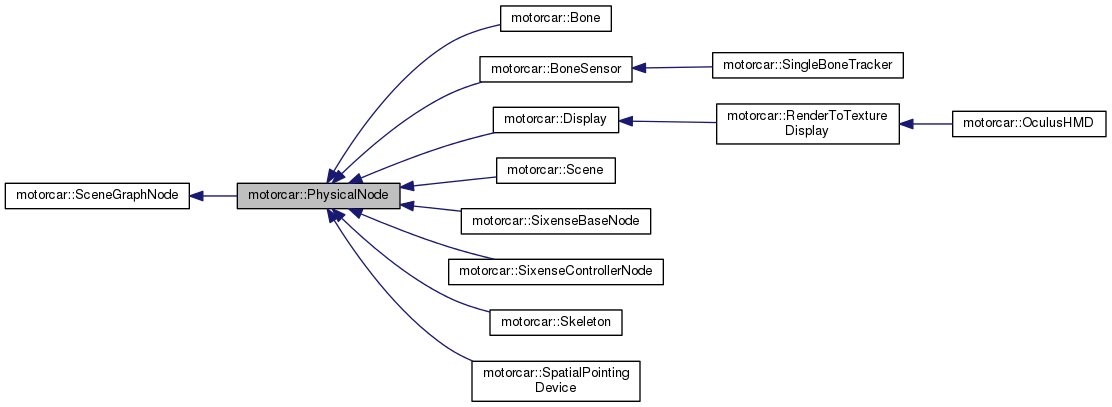 motorcar::Bone
motorcar::BoneSensor
motorcar::SingleBoneTracker
motorcar::Display
motorcar::RenderToTexture
Display
motorcar::OculusHMD
motorcar::Scene
motorcar::SceneGraphNode
motorcar::PhysicalNode
motorcar::SixenseBaseNode
motorcar::SixenseControllerNode
motorcar::Skeleton
motorcar::SpatialPointing
Device